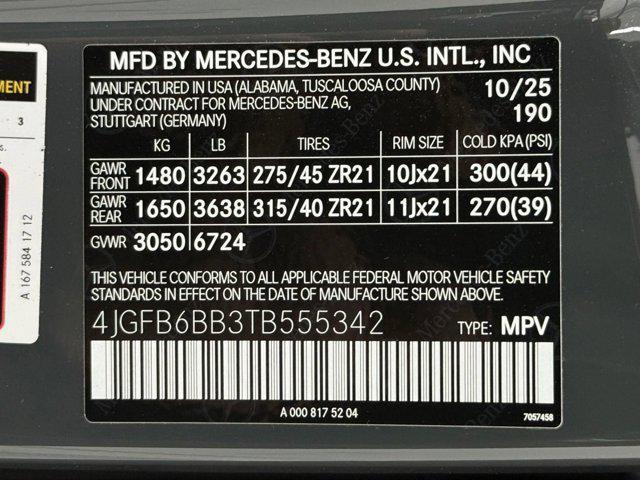 MFD BY MERCEDES-BENZ U.S. INTL., INC
MANUFACTURED IN USA (ALABAMA, TUSCALOOSA COUNTY) 10/25
UNDER CONTRACT FOR MERCEDES-BENZ AG, 190
STUTTGART (GERMANY)
KG LB TIRES RIM SIZE COLD KPA (PSI)
GAWR FRONT 1480 3263 275/45 ZR21 10Jx21 300(44)
GAWR REAR 1650 3638 315/40 ZR21 11Jx21 270(39)
GVWR 3050 6724
THIS VEHICLE CONFORMS TO ALL APPLICABLE FEDERAL MOTOR VEHICLE SAFETY
STANDARDS IN EFFECT ON THE DATE OF MANUFACTURE SHOWN ABOVE.
4JGFB6BB3TB555342 TYPE: MPV
A 000 817 52 04
7057458
3
A 167 584 17 12